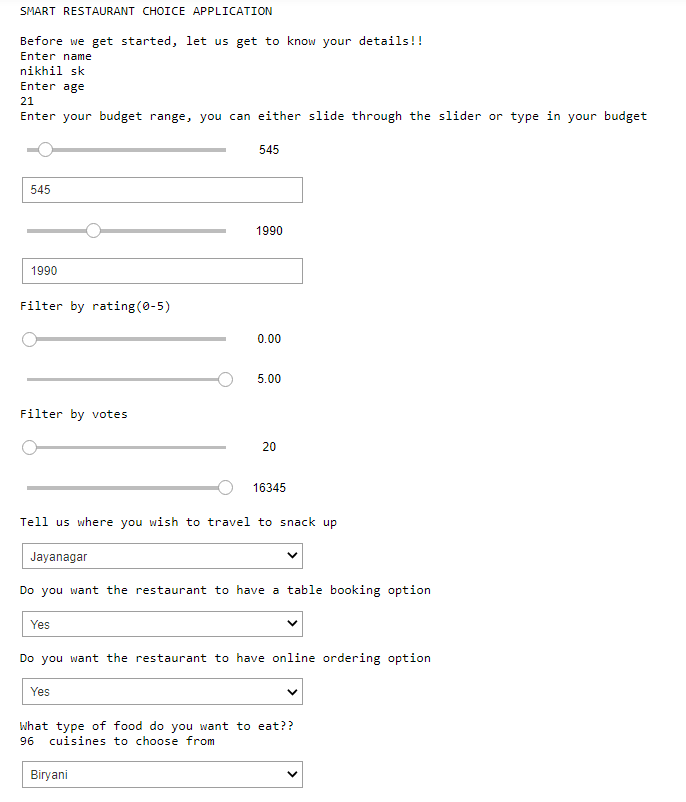 SMART RESTAURANT CHOICE APPLICATION
Before we get started, let us get to know your details!!
Enter name
nikhil sk
Enter age
21
Enter your budget range, you can either slide through the slider or type in your budget
545
545
1990
1990
Filter by rating(0-5)
0.00
5.00
Filter by votes
20
16345
Tell us where you wish to travel to snack up
Jayanagar
Do you want the restaurant to have a table booking option
Yes
Do you want the restaurant to have online ordering option
Yes
What type of food do you want to eat??
96  cuisines to choose from
Biryani